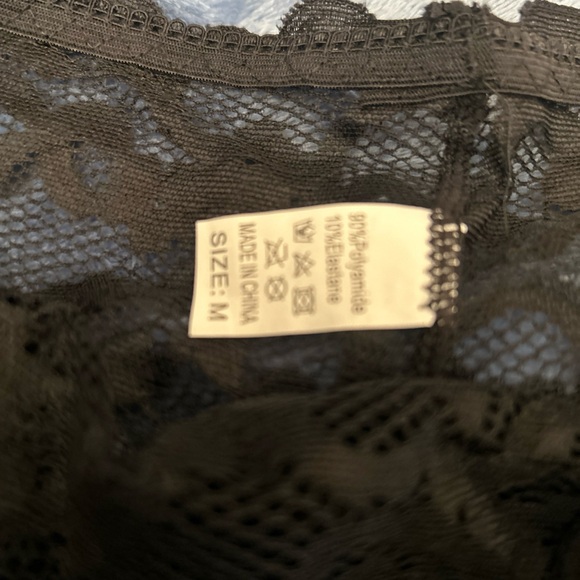 90%Polyamide
10%Elastane
MADE IN CHINA
SIZE: M